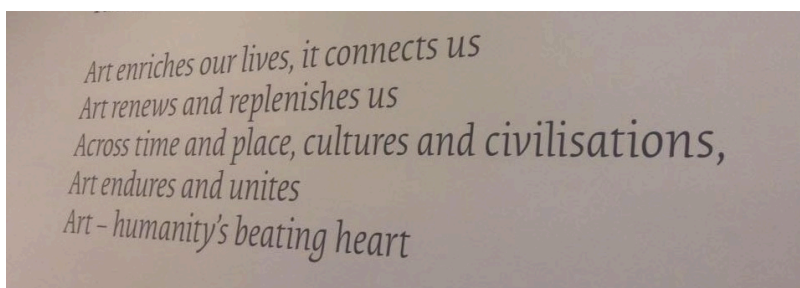 Art enriches our lives, it connects us
Art renews and replenishes us
Across time and place, cultures and civilisations,
Art endures and unites
Art – humanity's beating heart